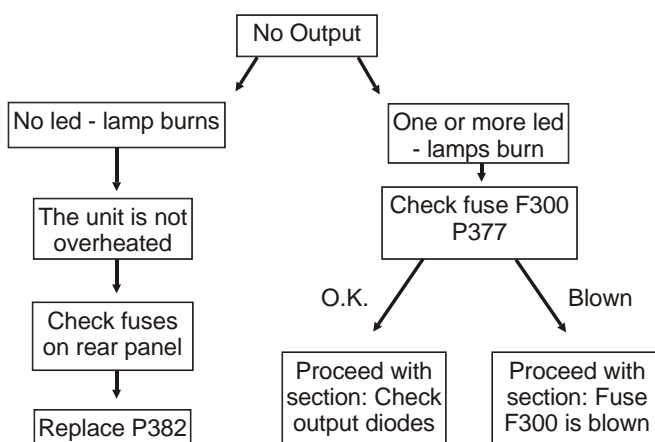 No Output
No led - lamp burns
One or more led
- lamps burn
The unit is not
overheated
Check fuse F300
P377
Check fuses
on rear panel
O.K.
Blown
Replace P382
Proceed with
section: Check
output diodes
Proceed with
section: Fuse
F300 is blown